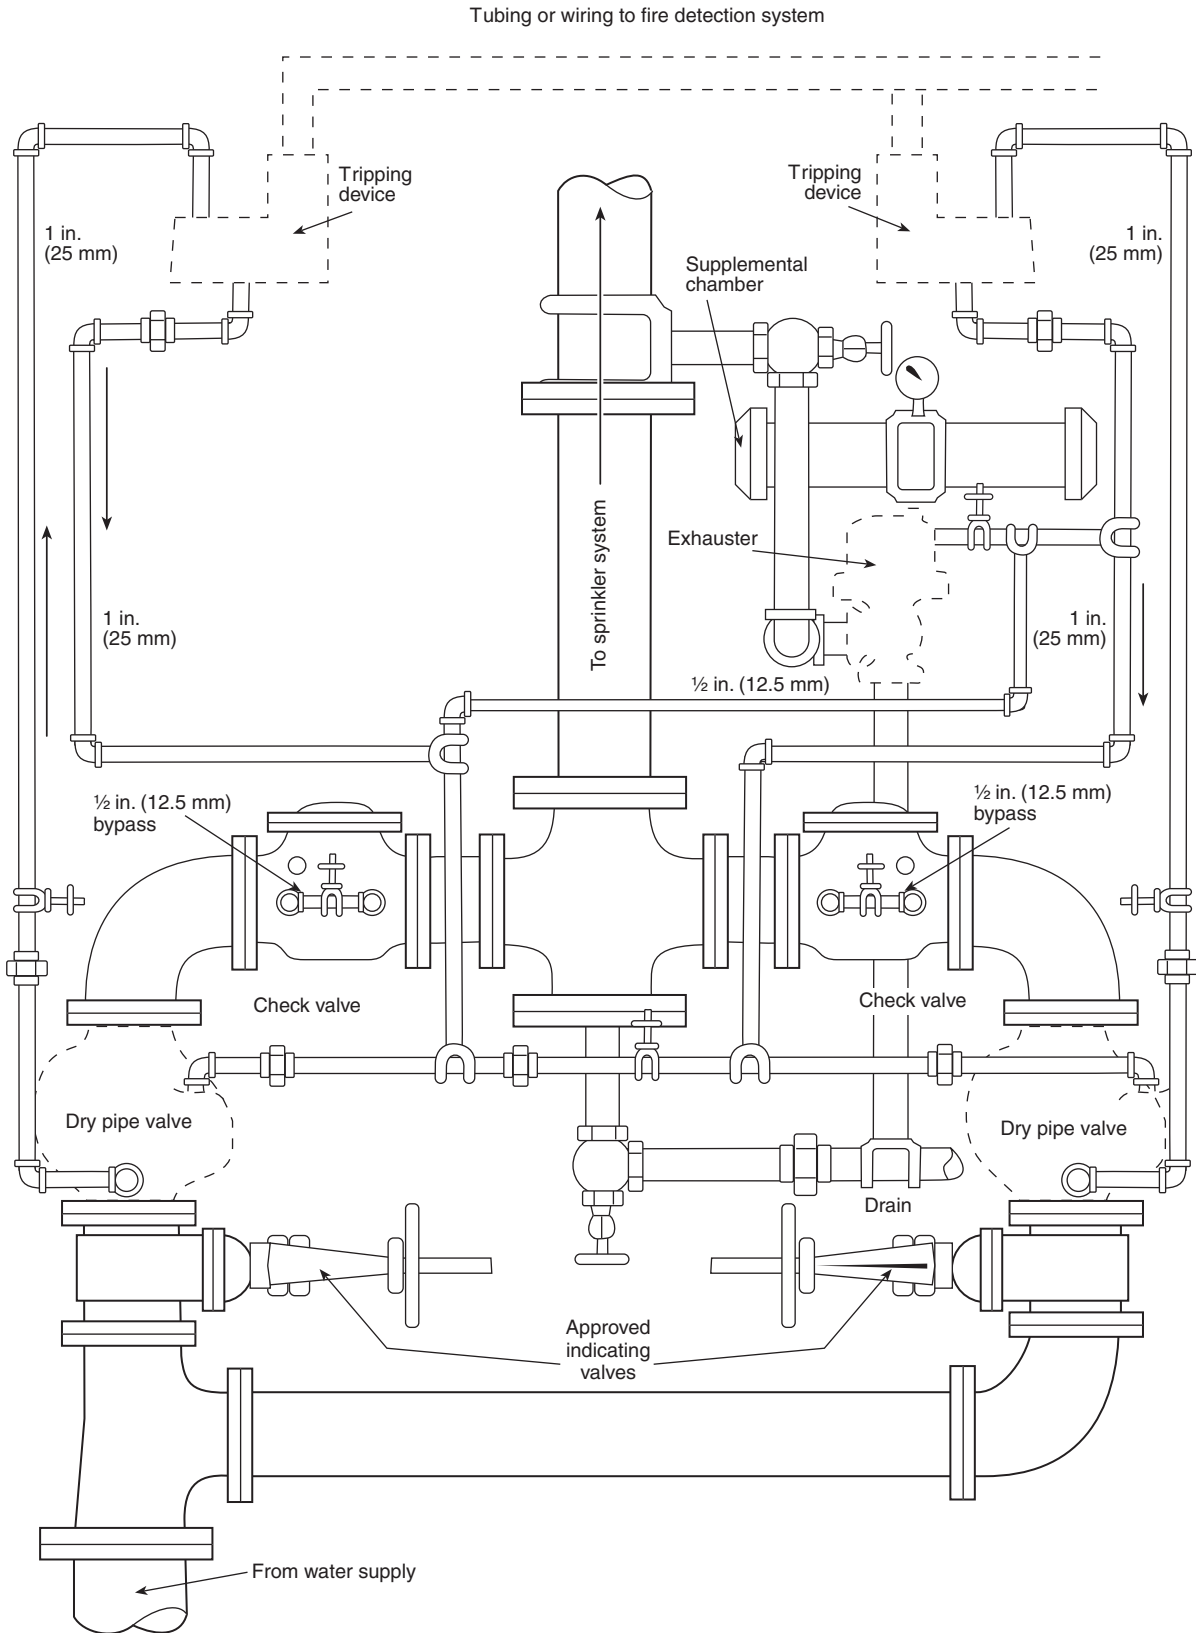 Tubing or wiring to fire detection system
Tripping
device
Tripping
device
1 in.
(25 mm)
1 in.
(25 mm)
Supplemental
chamber
To sprinkler system
Exhauster
1 in.
(25 mm)
1 in.
(25 mm)
½ in. (12.5 mm)
½ in. (12.5 mm)
bypass
½ in. (12.5 mm)
bypass
Check valve
Check valve
Dry pipe valve
Dry pipe valve
Drain
Approved
indicating
valves
From water supply